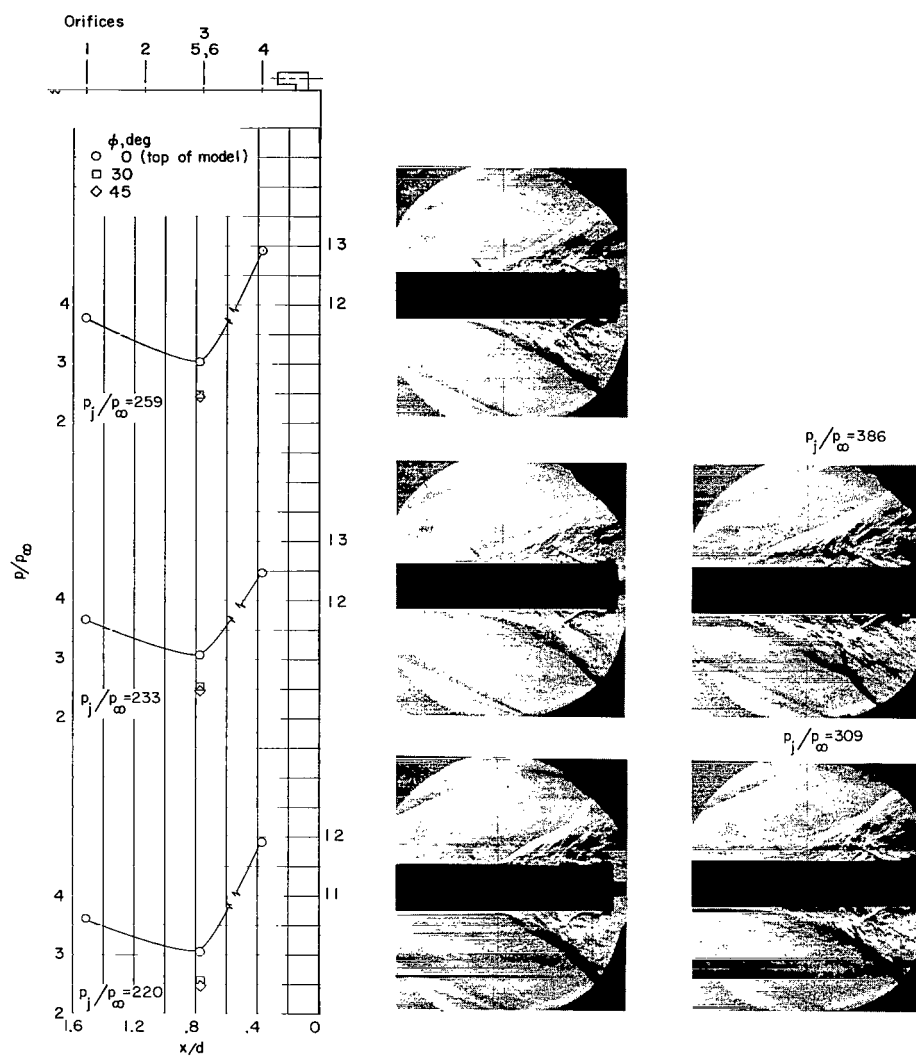 Orifices
3
1 2 5,6 4
ϕ,deg
○ 0 (top of model)
□ 30
◇ 45
13
4 12
3
p_j/p_∞=259
2
p_j/p_∞=386
13
p/p_∞
4 12
3
p_j/p_∞=233
2
p_j/p_∞=309
12
4 11
3
p_j/p_∞=220
2
1.6 1.2 .8 .4 0
x/d